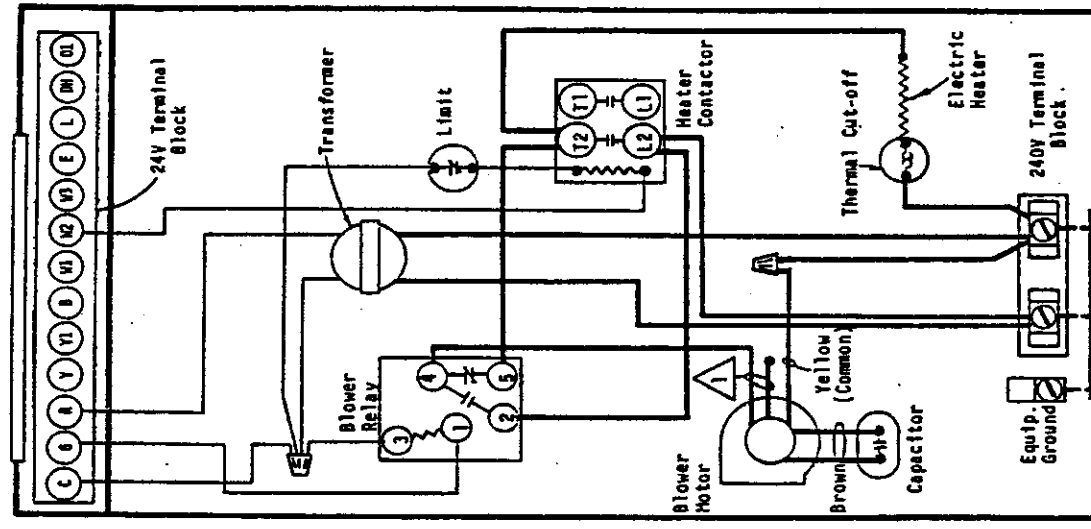 C
G
R
Y
Y1
B
W1
W2
W3
E
L
DH
O1
24V Terminal
Block
Transformer
Limit
T1
L1
T2
L2
Heater
Contactor
Blower
Relay
3
1
4
5
2
Thermal Cut-off
Electric
Heater
240V Terminal
Block.
1
Yellow
(Common)
Blower
Motor
Brown
Capacitor
Equip.
Ground